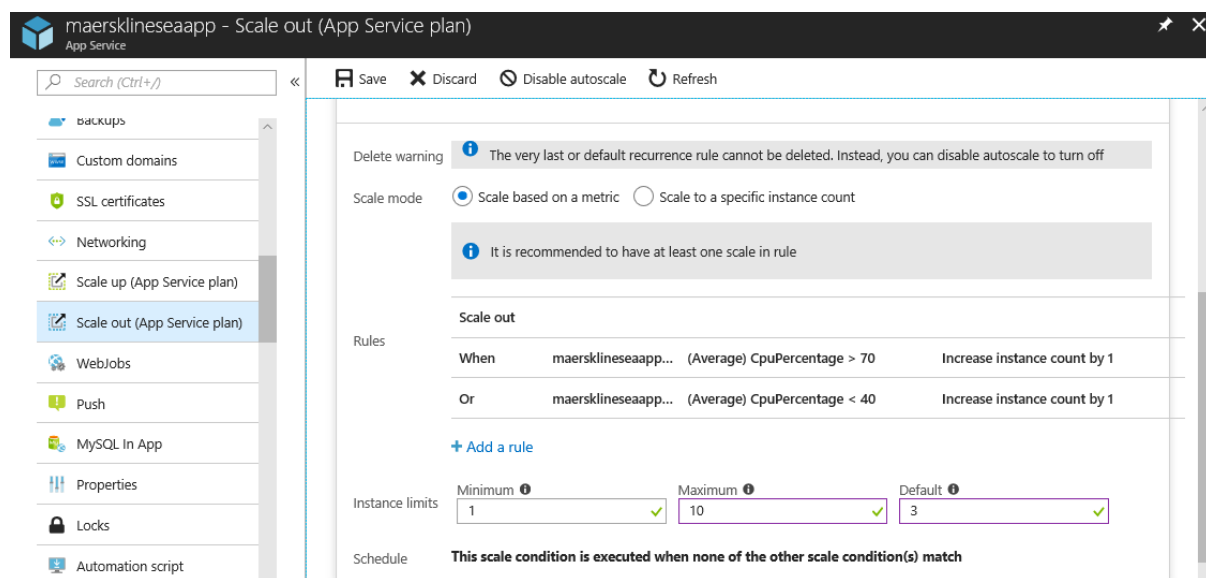 maersklineseaapp - Scale out (App Service plan)
App Service
Search (Ctrl+/)
«
Save
Discard
Disable autoscale
Refresh
Backups
Custom domains
SSL certificates
Networking
Scale up (App Service plan)
Scale out (App Service plan)
WebJobs
Push
MySQL In App
Properties
Locks
Automation script
Delete warning
The very last or default recurrence rule cannot be deleted. Instead, you can disable autoscale to turn off
Scale mode
Scale based on a metric
Scale to a specific instance count
It is recommended to have at least one scale in rule
Rules
Scale out
When maersklineseaapp... (Average) CpuPercentage > 70 Increase instance count by 1
Or maersklineseaapp... (Average) CpuPercentage < 40 Increase instance count by 1
+ Add a rule
Instance limits
Minimum
1
Maximum
10
Default
3
Schedule
This scale condition is executed when none of the other scale condition(s) match